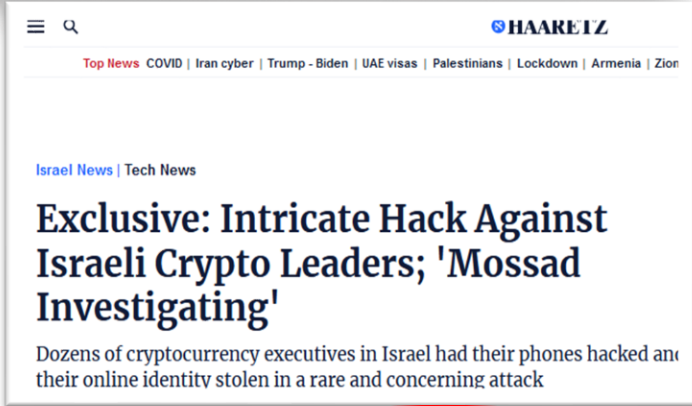 HAARETZ
Top News COVID | Iran cyber | Trump - Biden | UAE visas | Palestinians | Lockdown | Armenia | Zion
Israel News | Tech News
Exclusive: Intricate Hack Against
Israeli Crypto Leaders; 'Mossad
Investigating'
Dozens of cryptocurrency executives in Israel had their phones hacked and
their online identity stolen in a rare and concerning attack